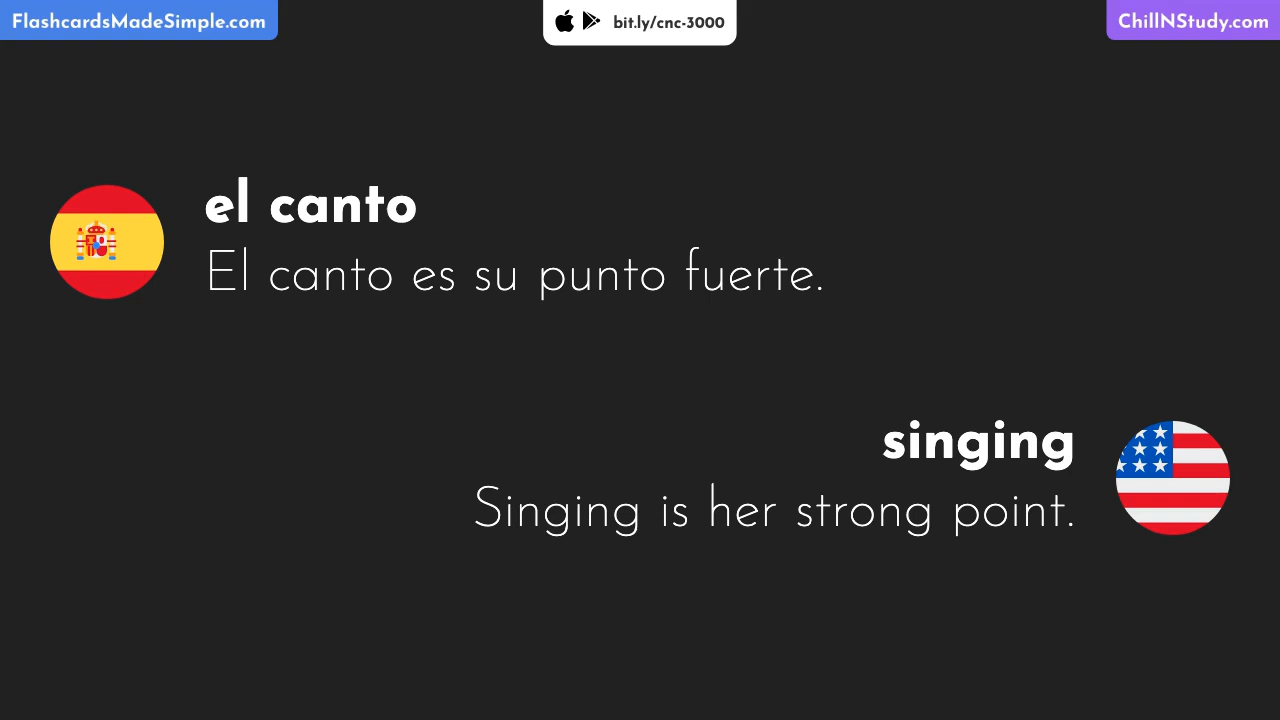 FlashcardsMadeSimple.com
bit.ly/cnc-3000
ChillNStudy.com
el canto
El canto es su punto fuerte.
singing
Singing is her strong point.